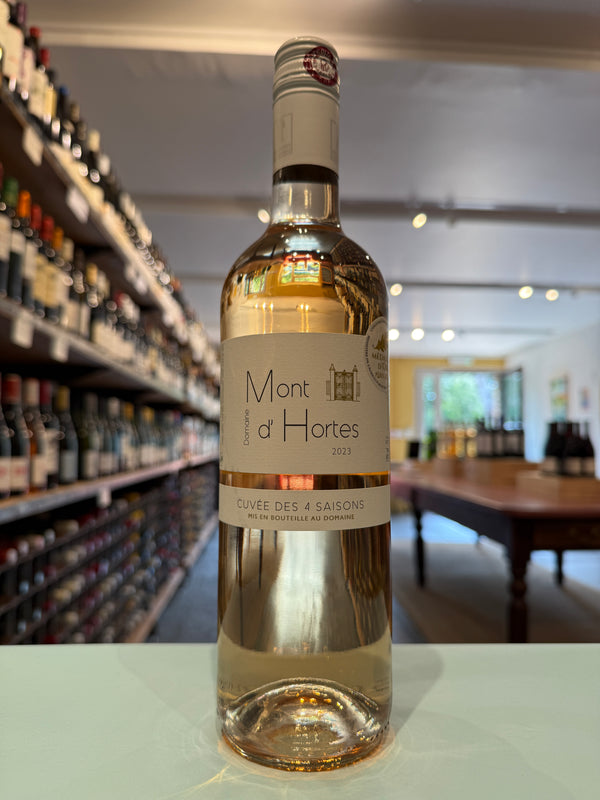 Domaine
Mont
d'Hortes
2023
CUVÉE DES 4 SAISONS
MIS EN BOUTEILLE AU DOMAINE